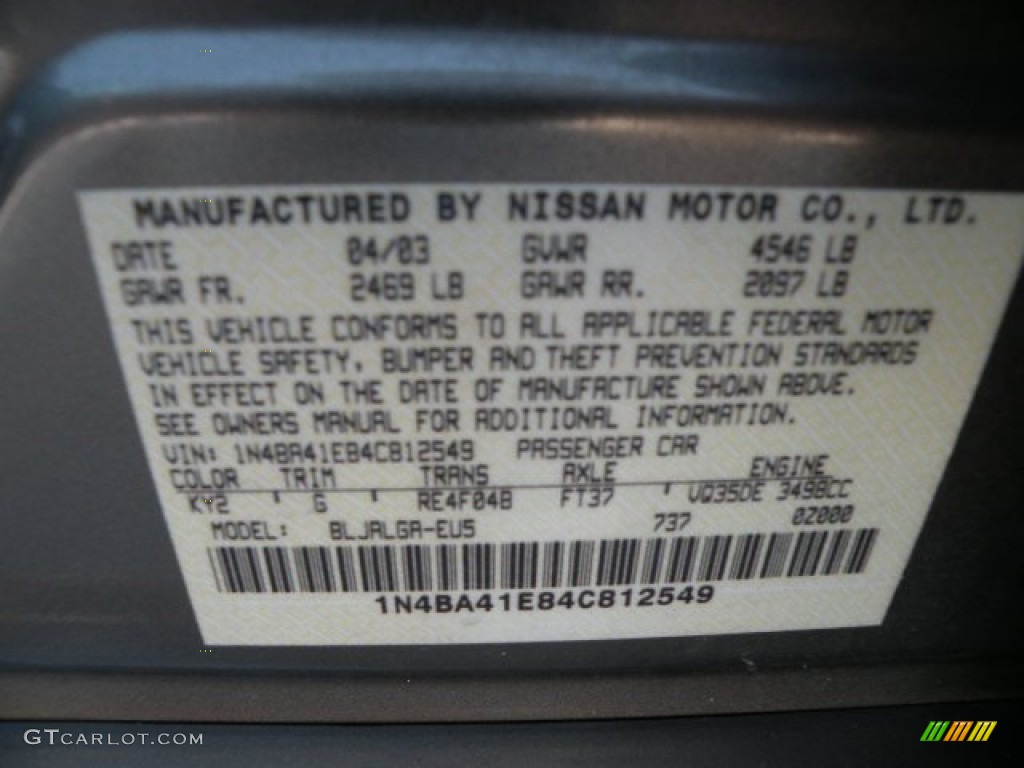 MANUFACTURED BY NISSAN MOTOR CO., LTD.
DATE 04/03 GVWR 4546 LB
GAWR FR. 2469 LB GAWR RR. 2097 LB
THIS VEHICLE CONFORMS TO ALL APPLICABLE FEDERAL MOTOR
VEHICLE SAFETY, BUMPER AND THEFT PREVENTION STANDARDS
IN EFFECT ON THE DATE OF MANUFACTURE SHOWN ABOVE.
SEE OWNERS MANUAL FOR ADDITIONAL INFORMATION.
VIN: 1N4BA41E84C812549 PASSENGER CAR
COLOR TRIM TRANS AXLE ENGINE
KY2 ' G ' RE4F04B FT37 ' VQ35DE 3498CC
MODEL: BLJALGA-EU5 737 0Z000
1N4BA41E84C812549
GTCARLOT.COM